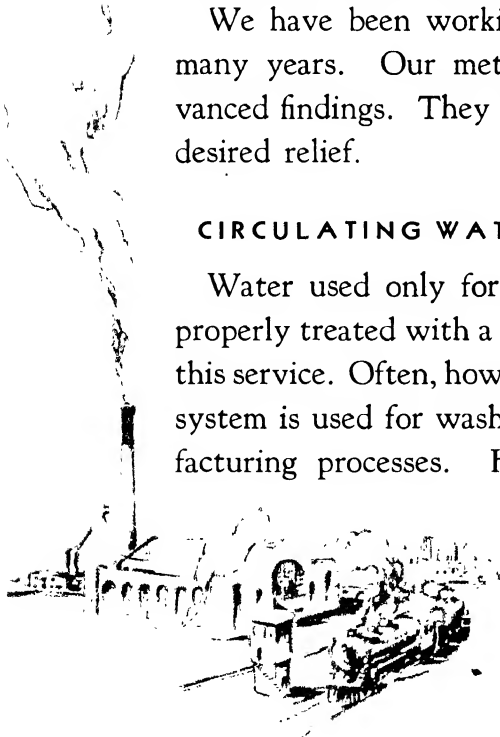 We have been worki
many years. Our met
vanced findings. They
desired relief.
CIRCULATING WAT
Water used only for
properly treated with a
this service. Often, how
system is used for wash
facturing processes. H